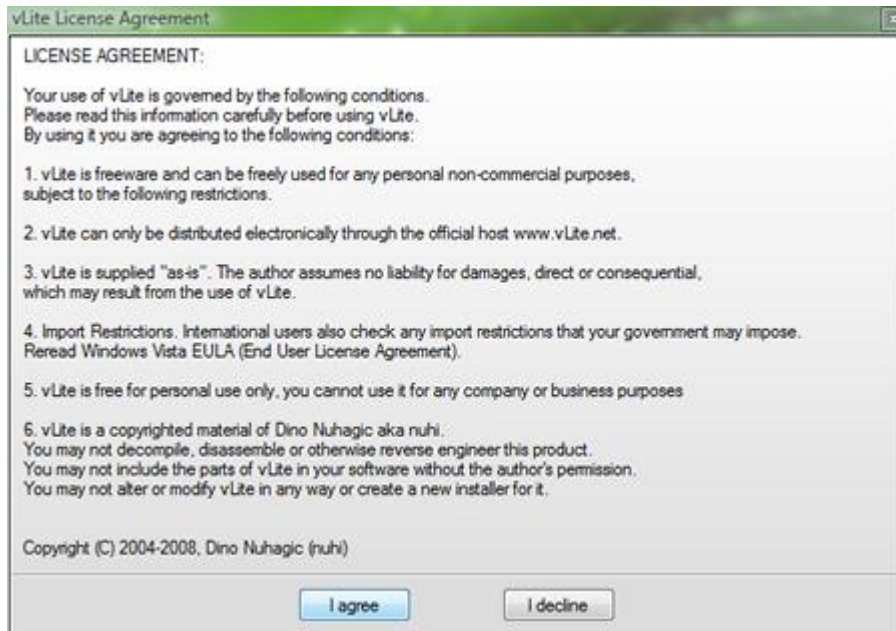 vLite License Agreement
LICENSE AGREEMENT:
Your use of vLite is governed by the following conditions.
Please read this information carefully before using vLite.
By using it you are agreeing to the following conditions:
1. vLite is freeware and can be freely used for any personal non-commercial purposes,
subject to the following restrictions.
2. vLite can only be distributed electronically through the official host www.vLite.net.
3. vLite is supplied "as-is". The author assumes no liability for damages, direct or consequential,
which may result from the use of vLite.
4. Import Restrictions. International users also check any import restrictions that your government may impose.
Reread Windows Vista EULA (End User License Agreement).
5. vLite is free for personal use only, you cannot use it for any company or business purposes
6. vLite is a copyrighted material of Dino Nuhagic aka nuhi.
You may not decompile, disassemble or otherwise reverse engineer this product.
You may not include the parts of vLite in your software without the author's permission.
You may not alter or modify vLite in any way or create a new installer for it.
Copyright (C) 2004-2008, Dino Nuhagic (nuhi)
I agree
I decline